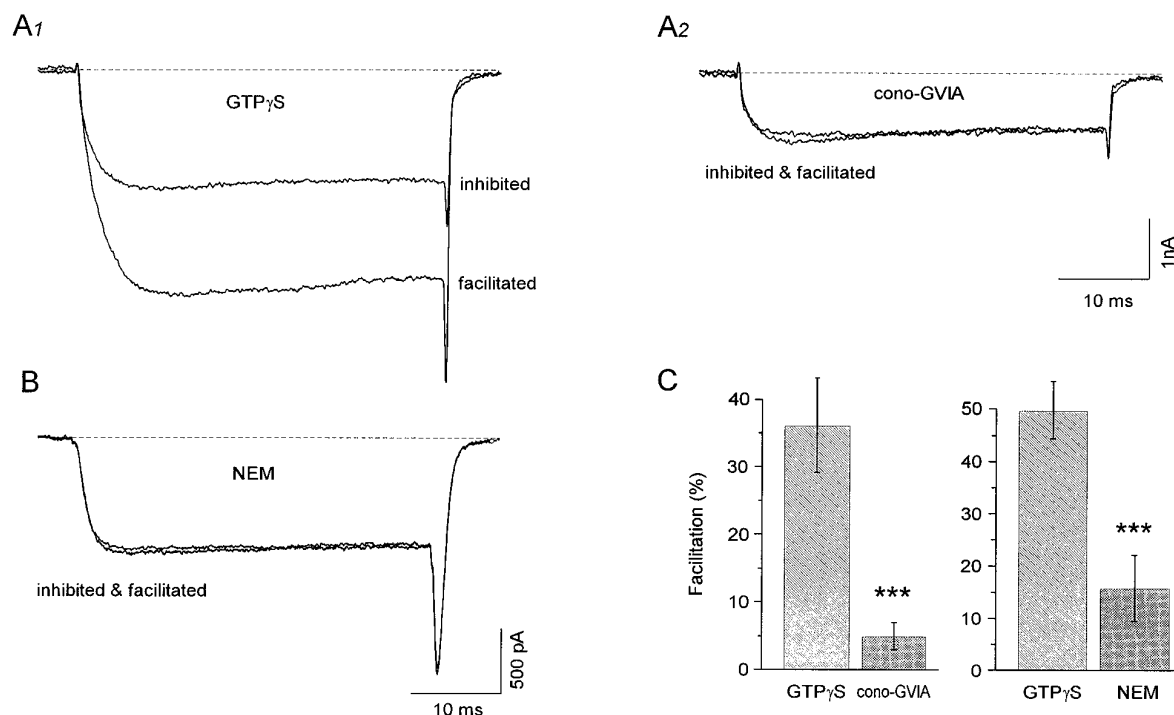 A1
GTPγS
inhibited
facilitated
A2
cono-GVIA
inhibited & facilitated
1nA
10 ms
B
NEM
inhibited & facilitated
500 pA
10 ms
C
Facilitation (%)
40
30
20
10
0
***
GTPγS cono-GVIA
50
40
30
20
10
0
***
GTPγS NEM